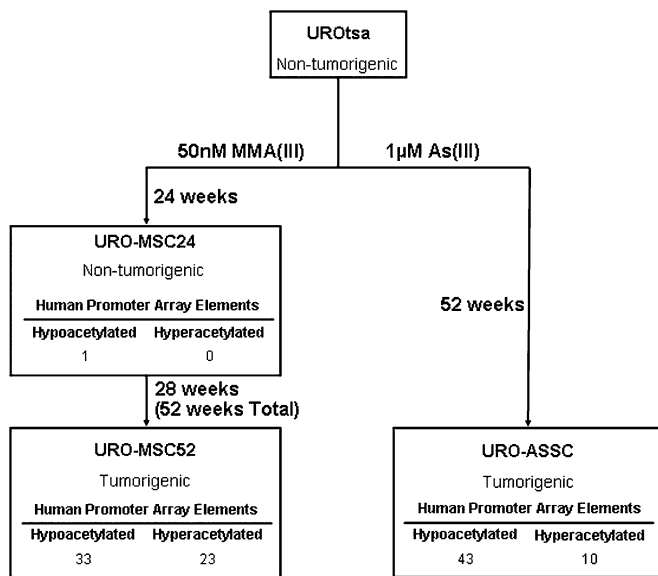 UROtsa
Non-tumorigenic
50nM MMA(III)
1µM As(III)
24 weeks
URO-MSC24
Non-tumorigenic
Human Promoter Array Elements
Hypoacetylated Hyperacetylated
1 0
52 weeks
28 weeks
(52 weeks Total)
URO-MSC52
Tumorigenic
Human Promoter Array Elements
Hypoacetylated Hyperacetylated
33 23
URO-ASSC
Tumorigenic
Human Promoter Array Elements
Hypoacetylated Hyperacetylated
43 10